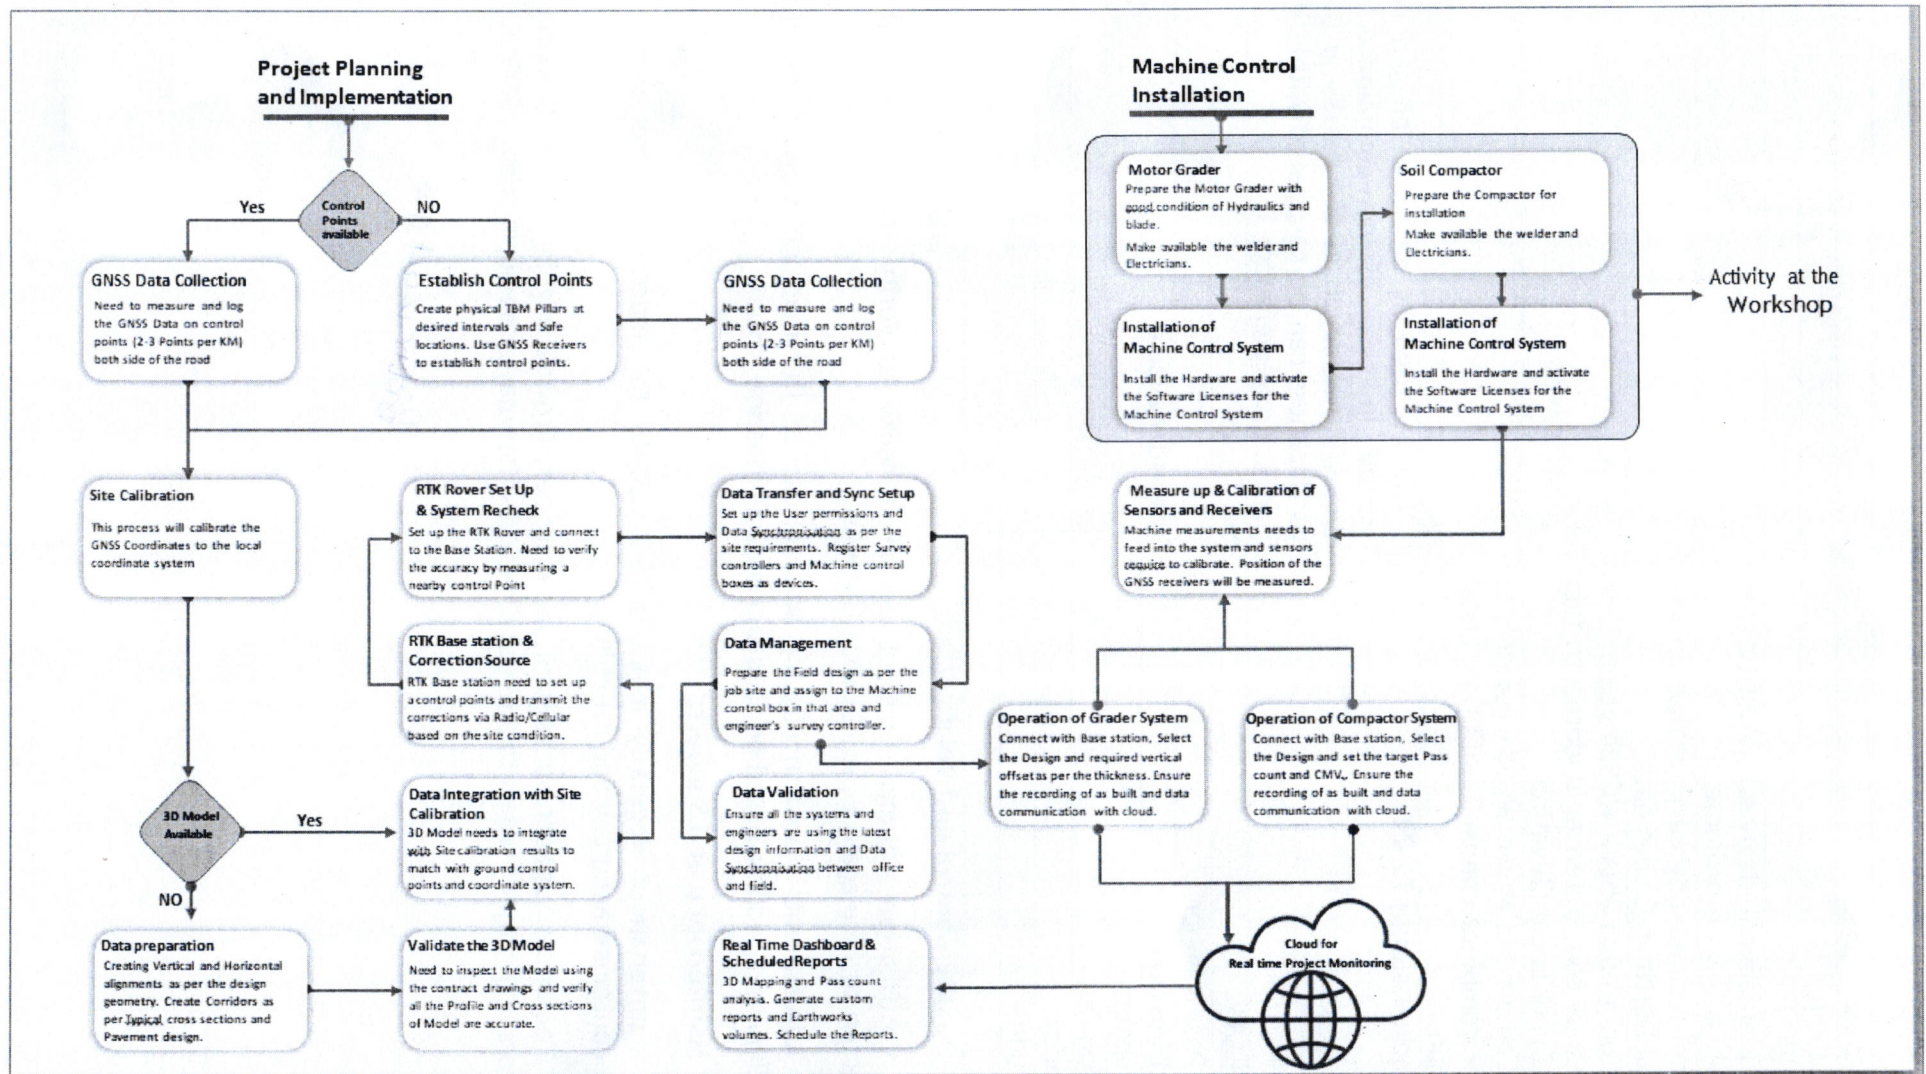 Project Planning
and Implementation
Control
Points
available
Yes
NO
GNSS Data Collection
Need to measure and log
the GNSS Data on control
points (2-3 Points per KM)
both side of the road
Establish Control Points
Create physical TBM Pillars at
desired intervals and Safe
locations. Use GNSS Receivers
to establish control points.
GNSS Data Collection
Need to measure and log
the GNSS Data on control
points (2-3 Points per KM)
both side of the road
Site Calibration
This process will calibrate the
GNSS Coordinates to the local
coordinate system
RTK Rover Set Up
& System Recheck
Set up the RTK Rover and connect
to the Base Station. Need to verify
the accuracy by measuring a
nearby control Point
Data Transfer and Sync Setup
Set up the User permissions and
Data Synchronisation as per the
site requirements. Register Survey
controllers and Machine control
boxes as devices.
RTK Base station &
Correction Source
RTK Base station need to set up
a control points and transmit the
corrections via Radio/Cellular
based on the site condition.
Data Management
Prepare the Field design as per the
job site and assign to the Machine
control box in that area and
engineer's survey controller.
3D Model
Available
Yes
NO
Data Integration with Site
Calibration
3D Model needs to integrate
with Site calibration results to
match with ground control
points and coordinate system.
Data Validation
Ensure all the systems and
engineers are using the latest
design information and Data
Synchronisation between office
and field.
Data preparation
Creating Vertical and Horizontal
alignments as per the design
geometry. Create Corridors as
per Typical cross sections and
Pavement design.
Validate the 3D Model
Need to inspect the Model using
the contract drawings and verify
all the Profile and Cross sections
of Model are accurate.
Real Time Dashboard &
Scheduled Reports
3D Mapping and Pass count
analysis. Generate custom
reports and Earthworks
volumes. Schedule the Reports.
Machine Control
Installation
Motor Grader
Prepare the Motor Grader with
good condition of Hydraulics and
blade.
Make available the welder and
Electricians.
Soil Compactor
Prepare the Compactor for
installation
Make available the welder and
Electricians.
Installation of
Machine Control System
Install the Hardware and activate
the Software Licenses for the
Machine Control System
Installation of
Machine Control System
Install the Hardware and activate
the Software Licenses for the
Machine Control System
Activity at the
Workshop
Measure up & Calibration of
Sensors and Receivers
Machine measurements needs to
feed into the system and sensors
require to calibrate. Position of the
GNSS receivers will be measured.
Operation of Grader System
Connect with Base station, Select
the Design and required vertical
offset as per the thickness. Ensure
the recording of as built and data
communication with cloud.
Operation of Compactor System
Connect with Base station, Select
the Design and set the target Pass
count and CMV. Ensure the
recording of as built and data
communication with cloud.
Cloud for
Real time Project Monitoring